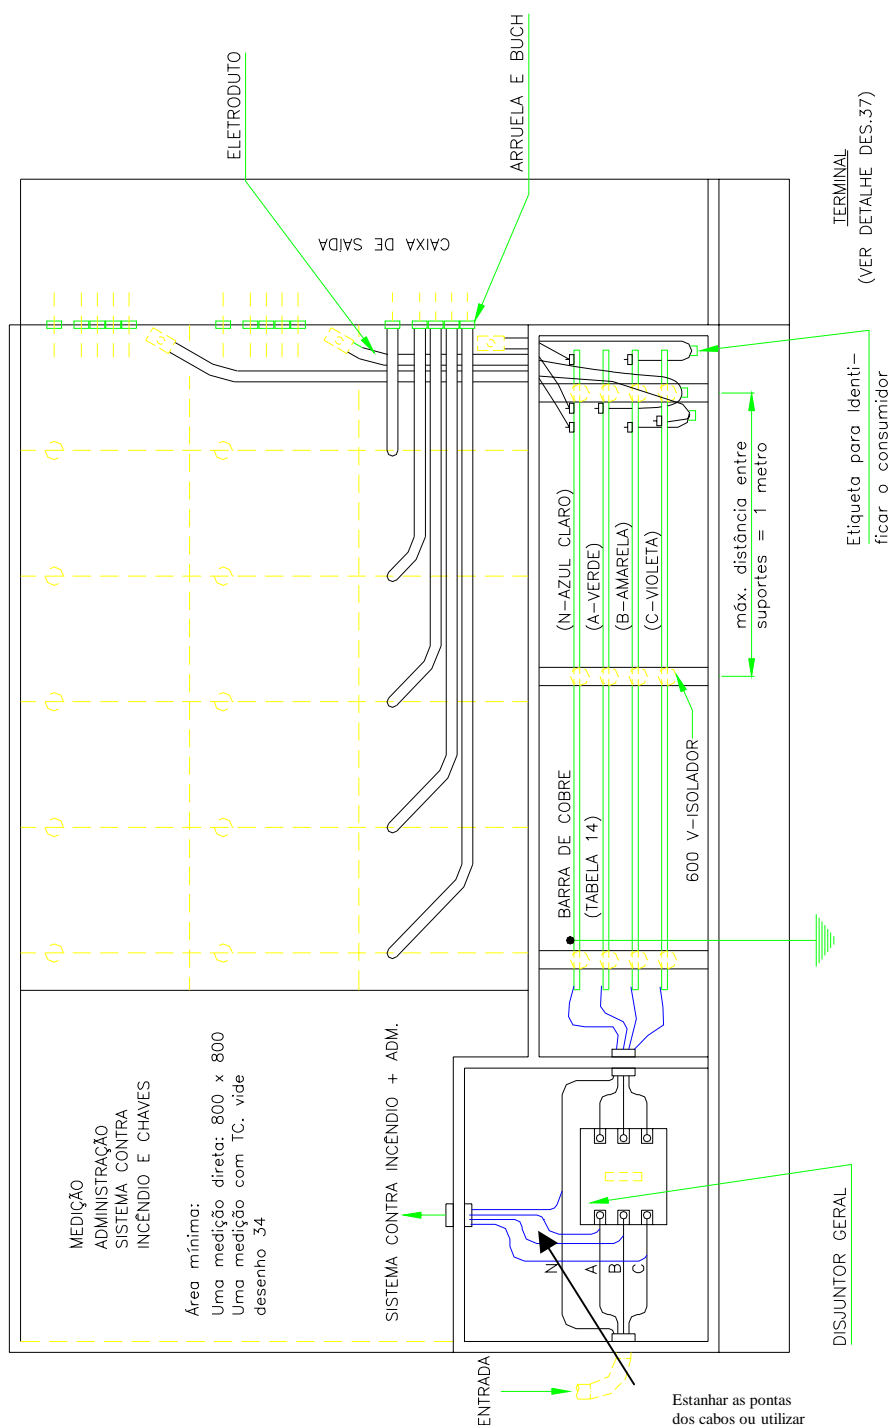 MEDIÇÃO
ADMINISTRAÇÃO
SISTEMA CONTRA
INCÊNDIO E CHAVES
Área mínima:
Uma medição direta: 800 x 800
Uma medição com TC. vide
desenho 34
SISTEMA CONTRA INCÊNDIO + ADM.
ENTRADA
N
A
B
C
DISJUNTOR GERAL
Estanhar as pontas
dos cabos ou utilizar
BARRA DE COBRE
(TABELA 14)
600 V-ISOLADOR
(N-AZUL CLARO)
(A-VERDE)
(B-AMARELA)
(C-VIOLETA)
máx. distância entre
suportes = 1 metro
Etiqueta para Identi-
ficar o consumidor
TERMINAL
(VER DETALHE DES.37)
CAIXA DE SAÍDA
ELETRODUTO
ARRUELA E BUCH